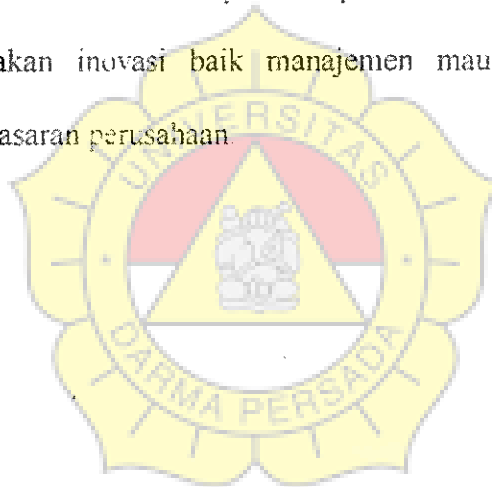 akan inovasi baik manajemen mau
asaran perusahaan.
UNIVERSITAS
DARMA PERSADA